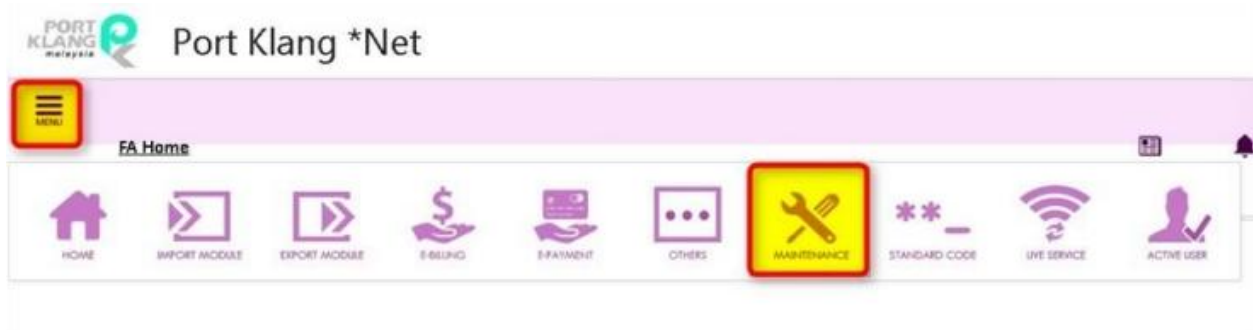 PORT
KLANG
malaysia
Port Klang *Net
MENU
FA Home
HOME
IMPORT MODULE
EXPORT MODULE
E-BILLING
E-PAYMENT
OTHERS
MAINTENANCE
**_
STANDARD CODE
LIVE SERVICE
ACTIVE USER